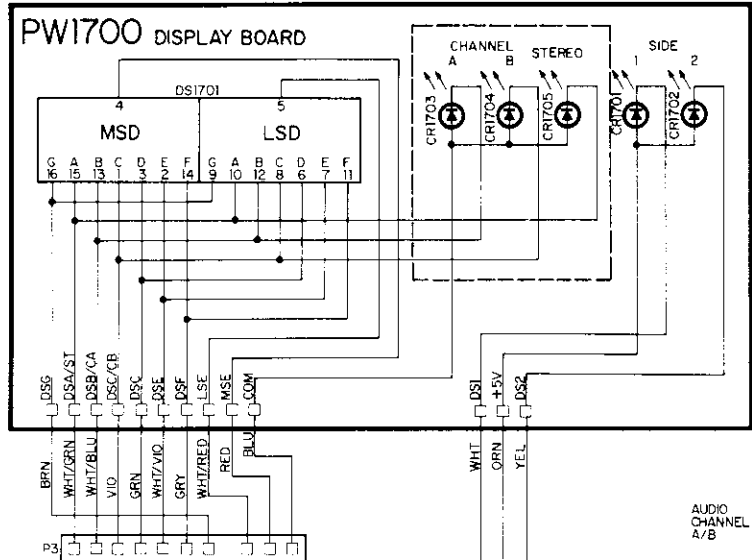 PW1700 DISPLAY BOARD
CHANNEL
A B STEREO
SIDE
1 2
DS1701
4 5
MSD LSD
CR1703 CR1704 CR1705 CR1701 CR1702
G A B C D E F G A B C D E F
16 15 13 1 3 2 14 9 10 12 8 6 7 11
DSG DSA/ST DSB/CA DSC/CB DSC DSE DSF LSE MSE COM DS1 +5V DS2
BRN WHT/GRN WHT/BLU VIO GRN WHT/VIO GRY WHT/RED RED BLU WHT ORN YEL
P3
AUDIO
CHANNEL
A/B